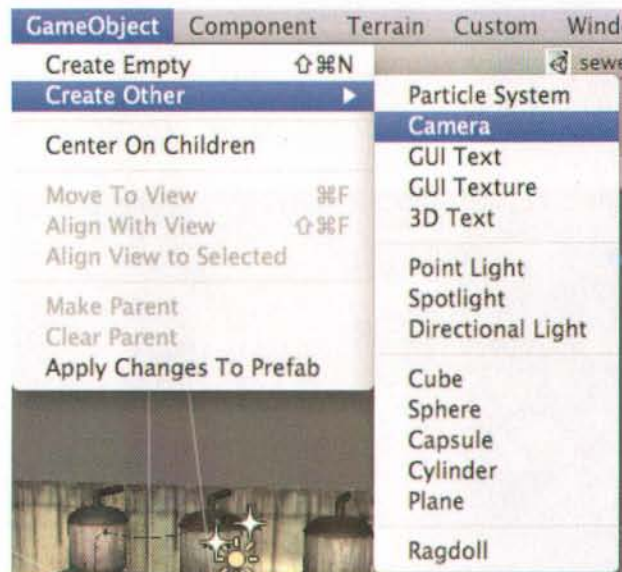 GameObject Component Terrain Custom Wind
sewe
Create Empty ⇧⌘N
Create Other ▶
Center On Children
Move To View ⌘F
Align With View ⇧⌘F
Align View to Selected
Make Parent
Clear Parent
Apply Changes To Prefab
Particle System
Camera
GUI Text
GUI Texture
3D Text
Point Light
Spotlight
Directional Light
Cube
Sphere
Capsule
Cylinder
Plane
Ragdoll